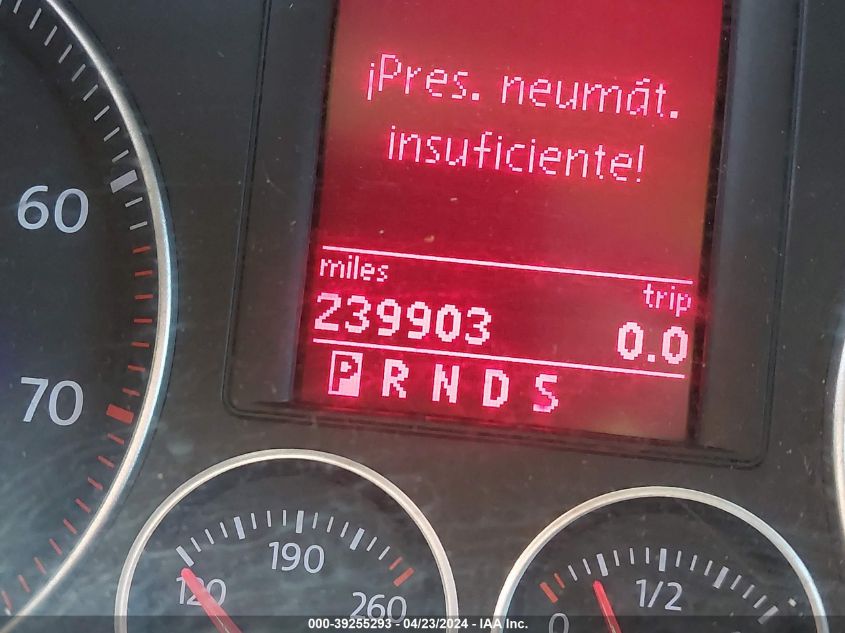 ¡Pres. neumát.
insuficiente!
miles
trip
239903
0.0
P R N D S
60
70
120
190
260
0
1/2
000-39255293 - 04/23/2024 - IAA Inc.